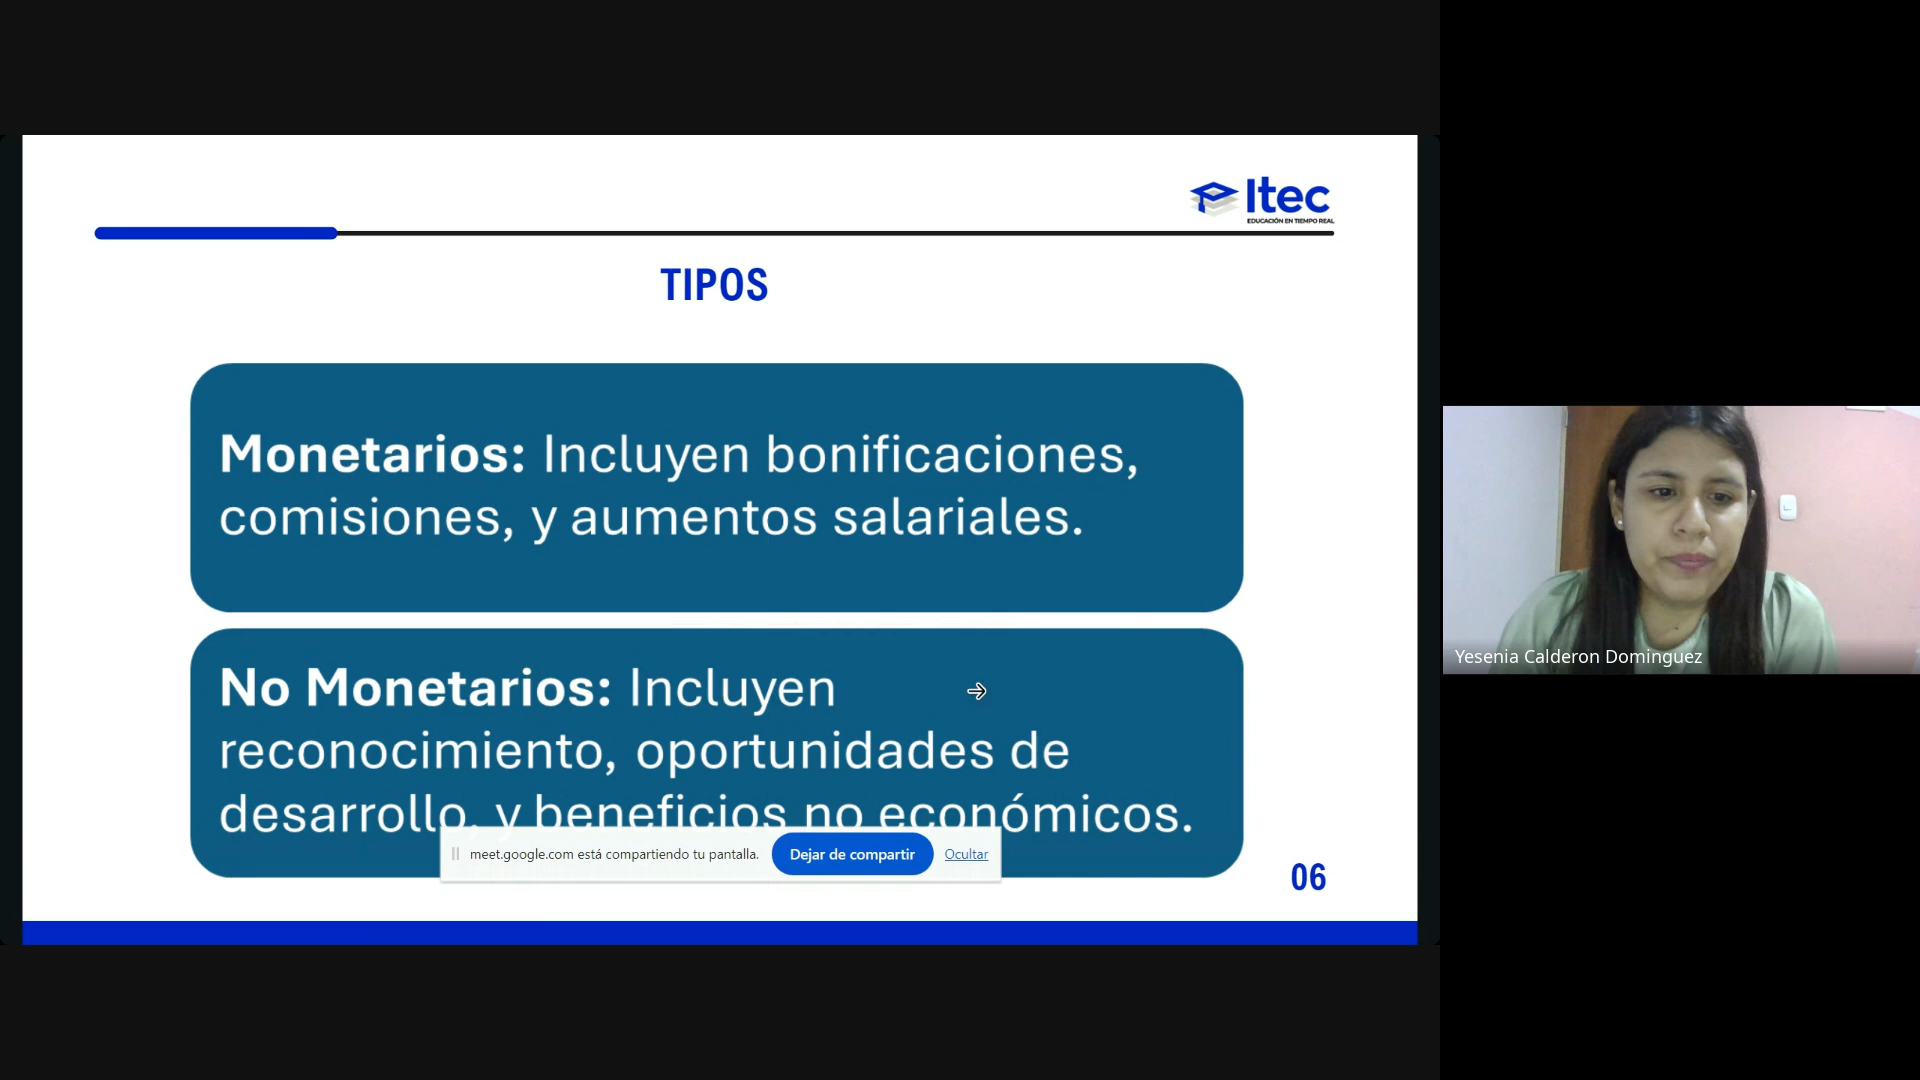 Itec
EDUCACIÓN EN TIEMPO REAL
TIPOS
Monetarios: Incluyen bonificaciones,
comisiones, y aumentos salariales.
No Monetarios: Incluyen
reconocimiento, oportunidades de
desarrollo, y beneficios no económicos.
meet.google.com está compartiendo tu pantalla. Dejar de compartir Ocultar
06
Yesenia Calderon Dominguez